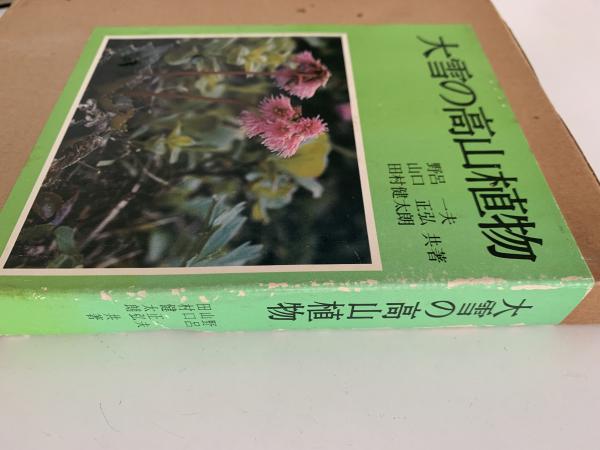 大雪の高山植物
野呂 一夫
山口 正弘 共著
田村健太朗
大雪の高山植物
野呂 一夫
山口 正弘 共著
田村健太朗